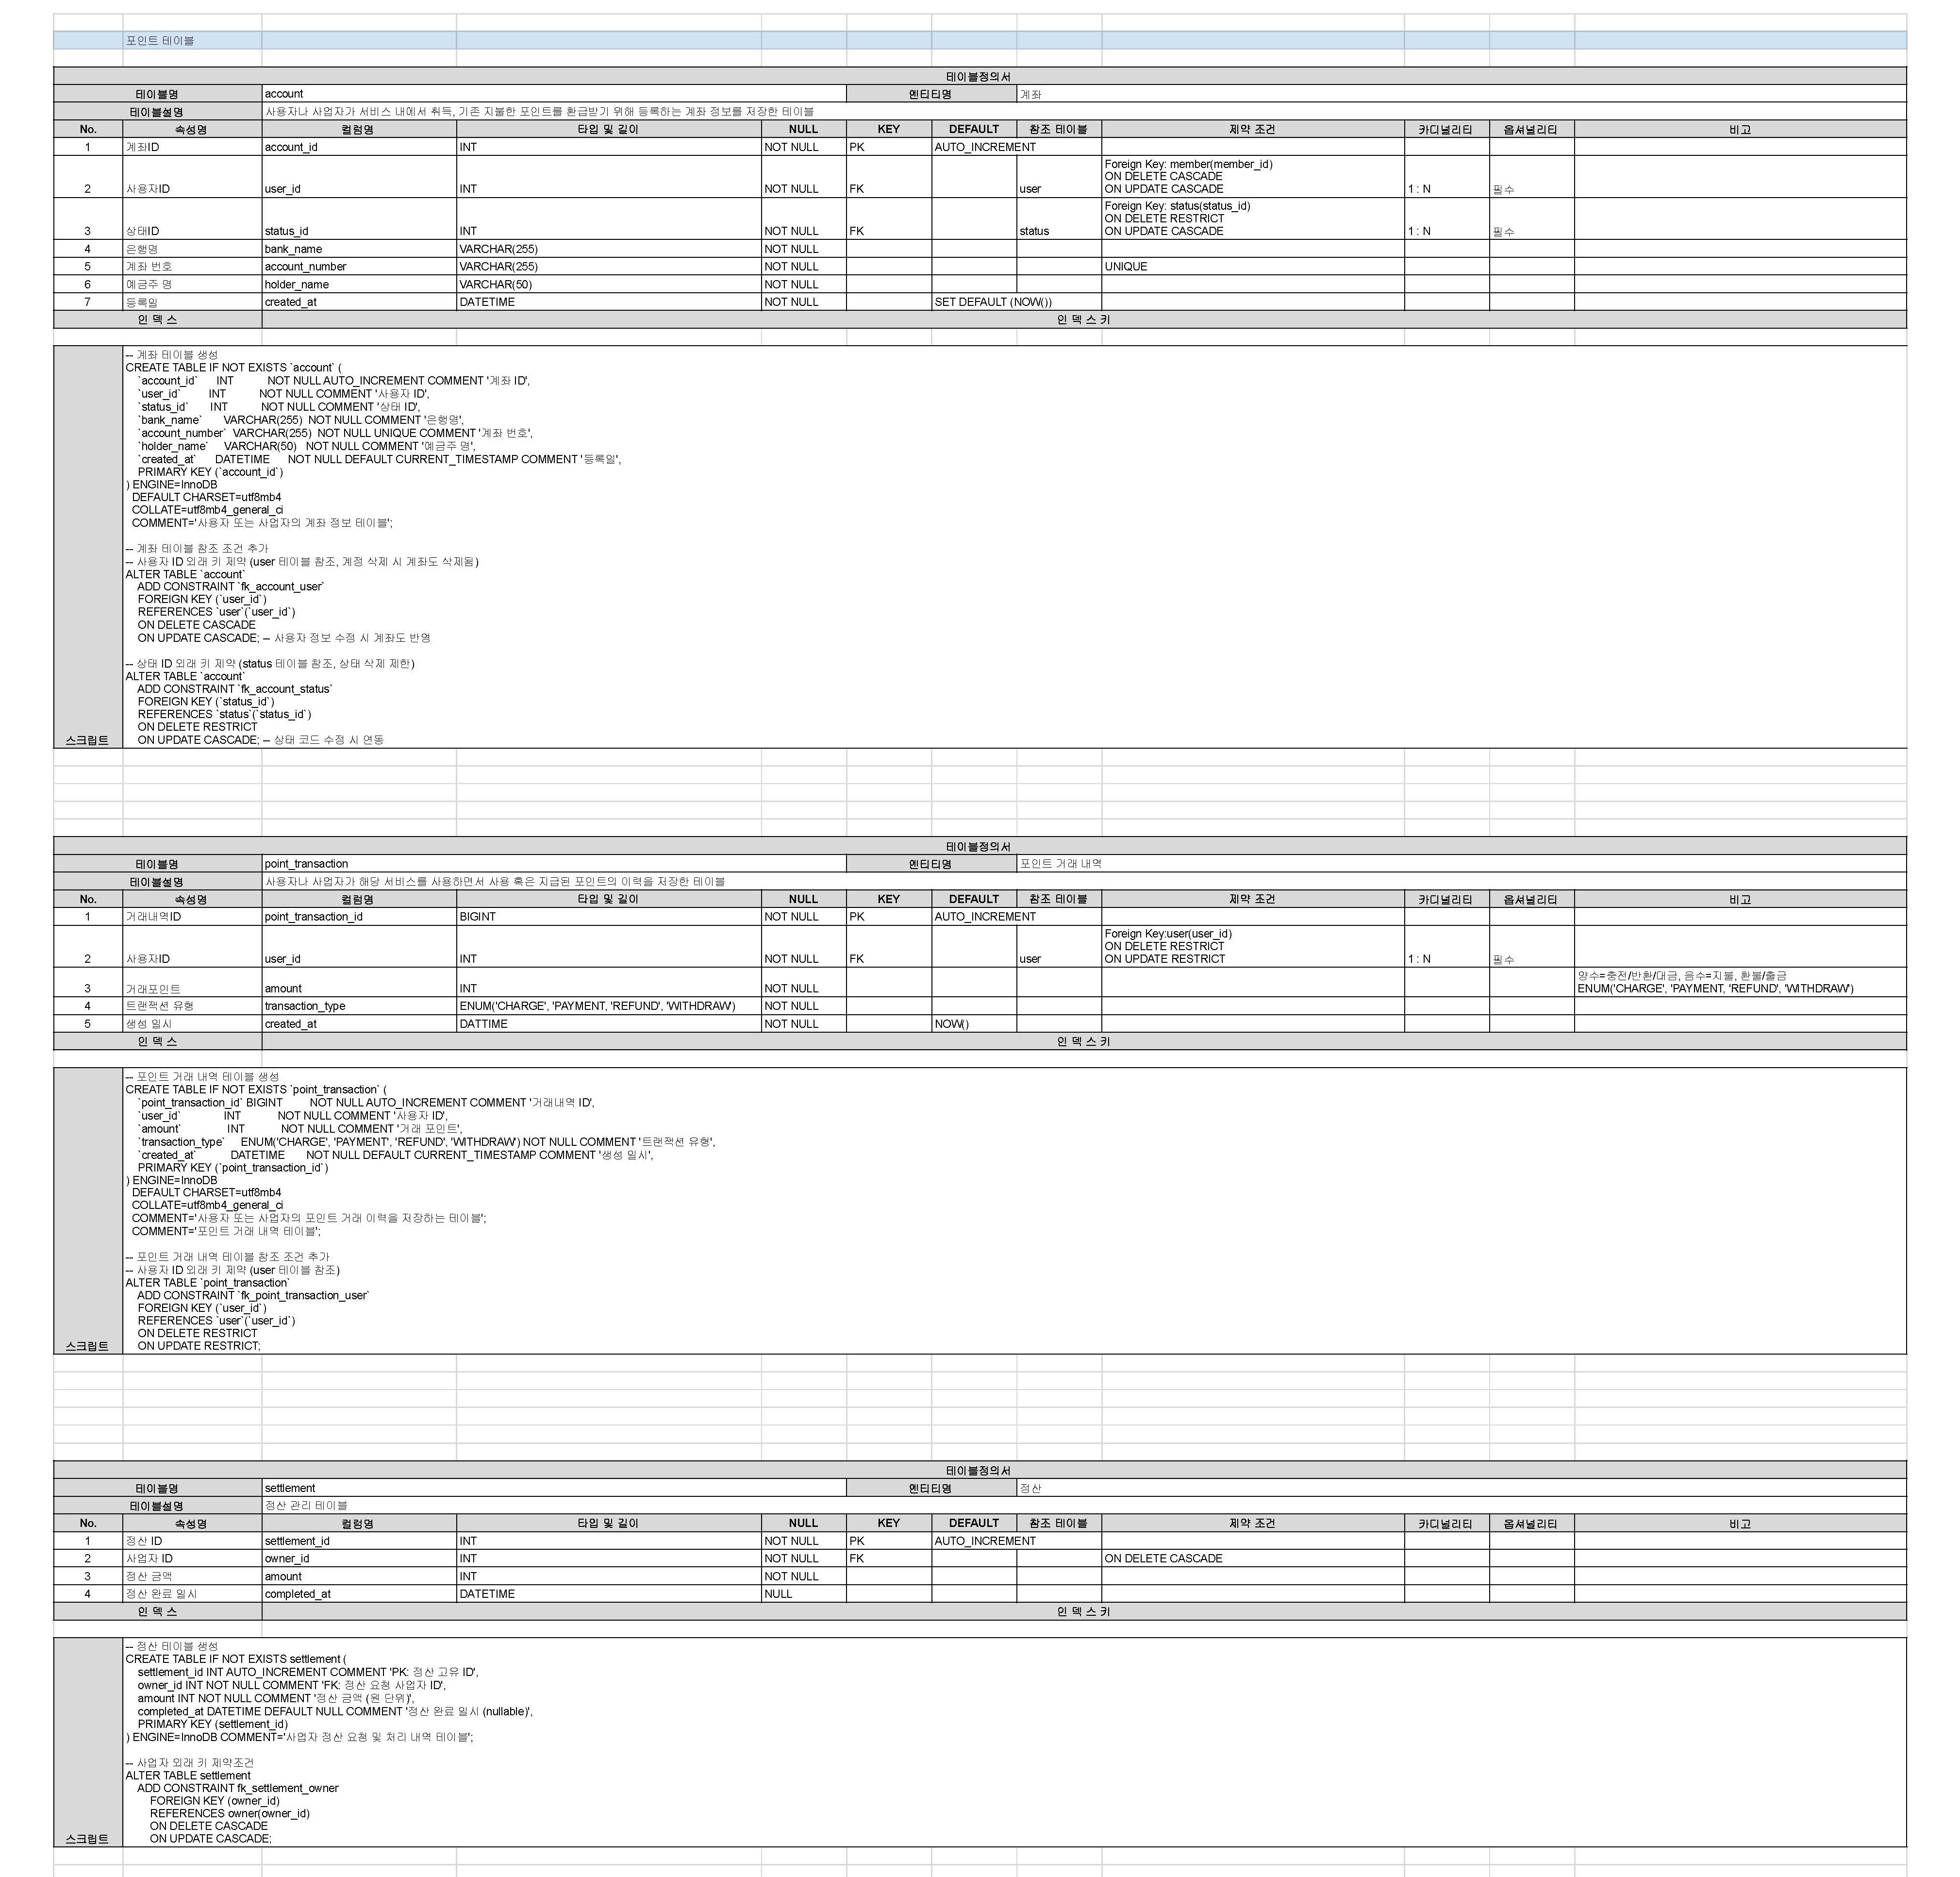 포인트 테이블
테이블정의서
테이블명 account 엔티티명 계좌
테이블설명 사용자나 사업자가 서비스 내에서 취득, 기존 지불한 포인트를 환급받기 위해 등록하는 계좌 정보를 저장한 테이블
No. 속성명 컬럼명 타입 및 길이 NULL KEY DEFAULT 참조 테이블 제약 조건 카디널리티 옵셔널리티 비고
1 계좌ID account_id INT NOT NULL PK AUTO_INCREMENT
Foreign Key: member(member_id)
ON DELETE CASCADE
2 사용자ID user_id INT NOT NULL FK user ON UPDATE CASCADE 1 : N 필수
Foreign Key: status(status_id)
ON DELETE RESTRICT
3 상태ID status_id INT NOT NULL FK status ON UPDATE CASCADE 1 : N 필수
4 은행명 bank_name VARCHAR(255) NOT NULL
5 계좌 번호 account_number VARCHAR(255) NOT NULL UNIQUE
6 예금주 명 holder_name VARCHAR(50) NOT NULL
7 등록일 created_at DATETIME NOT NULL SET DEFAULT (NOW())
인 덱 스 인 덱 스 키
-- 계좌 테이블 생성
CREATE TABLE IF NOT EXISTS `account` (
`account_id` INT NOT NULL AUTO_INCREMENT COMMENT '계좌 ID',
`user_id` INT NOT NULL COMMENT '사용자 ID',
`status_id` INT NOT NULL COMMENT '상태 ID',
`bank_name` VARCHAR(255) NOT NULL COMMENT '은행명',
`account_number` VARCHAR(255) NOT NULL UNIQUE COMMENT '계좌 번호',
`holder_name` VARCHAR(50) NOT NULL COMMENT '예금주 명',
`created_at` DATETIME NOT NULL DEFAULT CURRENT_TIMESTAMP COMMENT '등록일',
PRIMARY KEY (`account_id`)
) ENGINE=InnoDB
DEFAULT CHARSET=utf8mb4
COLLATE=utf8mb4_general_ci
COMMENT='사용자 또는 사업자의 계좌 정보 테이블';
-- 계좌 테이블 참조 조건 추가
-- 사용자 ID 외래 키 제약 (user 테이블 참조, 계정 삭제 시 계좌도 삭제됨)
ALTER TABLE `account`
ADD CONSTRAINT `fk_account_user`
FOREIGN KEY (`user_id`)
REFERENCES `user`(`user_id`)
ON DELETE CASCADE
ON UPDATE CASCADE; -- 사용자 정보 수정 시 계좌도 반영
-- 상태 ID 외래 키 제약 (status 테이블 참조, 상태 삭제 제한)
ALTER TABLE `account`
ADD CONSTRAINT `fk_account_status`
FOREIGN KEY (`status_id`)
REFERENCES `status`(`status_id`)
ON DELETE RESTRICT
스크립트 ON UPDATE CASCADE; -- 상태 코드 수정 시 연동
테이블정의서
테이블명 point_transaction 엔티티명 포인트 거래 내역
테이블설명 사용자나 사업자가 해당 서비스를 사용하면서 사용 혹은 지급된 포인트의 이력을 저장한 테이블
No. 속성명 컬럼명 타입 및 길이 NULL KEY DEFAULT 참조 테이블 제약 조건 카디널리티 옵셔널리티 비고
1 거래내역ID point_transaction_id BIGINT NOT NULL PK AUTO_INCREMENT
Foreign Key:user(user_id)
ON DELETE RESTRICT
2 사용자ID user_id INT NOT NULL FK user ON UPDATE RESTRICT 1 : N 필수
양수=충전/반환/대금, 음수=지불, 환불/출금
3 거래포인트 amount INT NOT NULL ENUM('CHARGE', 'PAYMENT, 'REFUND', 'WITHDRAW')
4 트랜잭션 유형 transaction_type ENUM('CHARGE', 'PAYMENT, 'REFUND', 'WITHDRAW') NOT NULL
5 생성 일시 created_at DATTIME NOT NULL NOW()
인 덱 스 인 덱 스 키
-- 포인트 거래 내역 테이블 생성
CREATE TABLE IF NOT EXISTS `point_transaction` (
`point_transaction_id` BIGINT NOT NULL AUTO_INCREMENT COMMENT '거래내역 ID',
`user_id` INT NOT NULL COMMENT '사용자 ID',
`amount` INT NOT NULL COMMENT '거래 포인트',
`transaction_type` ENUM('CHARGE', 'PAYMENT', 'REFUND', 'WITHDRAW') NOT NULL COMMENT '트랜잭션 유형',
`created_at` DATETIME NOT NULL DEFAULT CURRENT_TIMESTAMP COMMENT '생성 일시',
PRIMARY KEY (`point_transaction_id`)
) ENGINE=InnoDB
DEFAULT CHARSET=utf8mb4
COLLATE=utf8mb4_general_ci
COMMENT='사용자 또는 사업자의 포인트 거래 이력을 저장하는 테이블';
COMMENT='포인트 거래 내역 테이블';
-- 포인트 거래 내역 테이블 참조 조건 추가
-- 사용자 ID 외래 키 제약 (user 테이블 참조)
ALTER TABLE `point_transaction`
ADD CONSTRAINT `fk_point_transaction_user`
FOREIGN KEY (`user_id`)
REFERENCES `user`(`user_id`)
ON DELETE RESTRICT
스크립트 ON UPDATE RESTRICT;
테이블정의서
테이블명 settlement 엔티티명 정산
테이블설명 정산 관리 테이블
No. 속성명 컬럼명 타입 및 길이 NULL KEY DEFAULT 참조 테이블 제약 조건 카디널리티 옵셔널리티 비고
1 정산 ID settlement_id INT NOT NULL PK AUTO_INCREMENT
2 사업자 ID owner_id INT NOT NULL FK ON DELETE CASCADE
3 정산 금액 amount INT NOT NULL
4 정산 완료 일시 completed_at DATETIME NULL
인 덱 스 인 덱 스 키
-- 정산 테이블 생성
CREATE TABLE IF NOT EXISTS settlement (
settlement_id INT AUTO_INCREMENT COMMENT 'PK: 정산 고유 ID',
owner_id INT NOT NULL COMMENT 'FK: 정산 요청 사업자 ID',
amount INT NOT NULL COMMENT '정산 금액 (원 단위)',
completed_at DATETIME DEFAULT NULL COMMENT '정산 완료 일시 (nullable)',
PRIMARY KEY (settlement_id)
) ENGINE=InnoDB COMMENT='사업자 정산 요청 및 처리 내역 테이블';
-- 사업자 외래 키 제약조건
ALTER TABLE settlement
ADD CONSTRAINT fk_settlement_owner
FOREIGN KEY (owner_id)
REFERENCES owner(owner_id)
ON DELETE CASCADE
스크립트 ON UPDATE CASCADE;